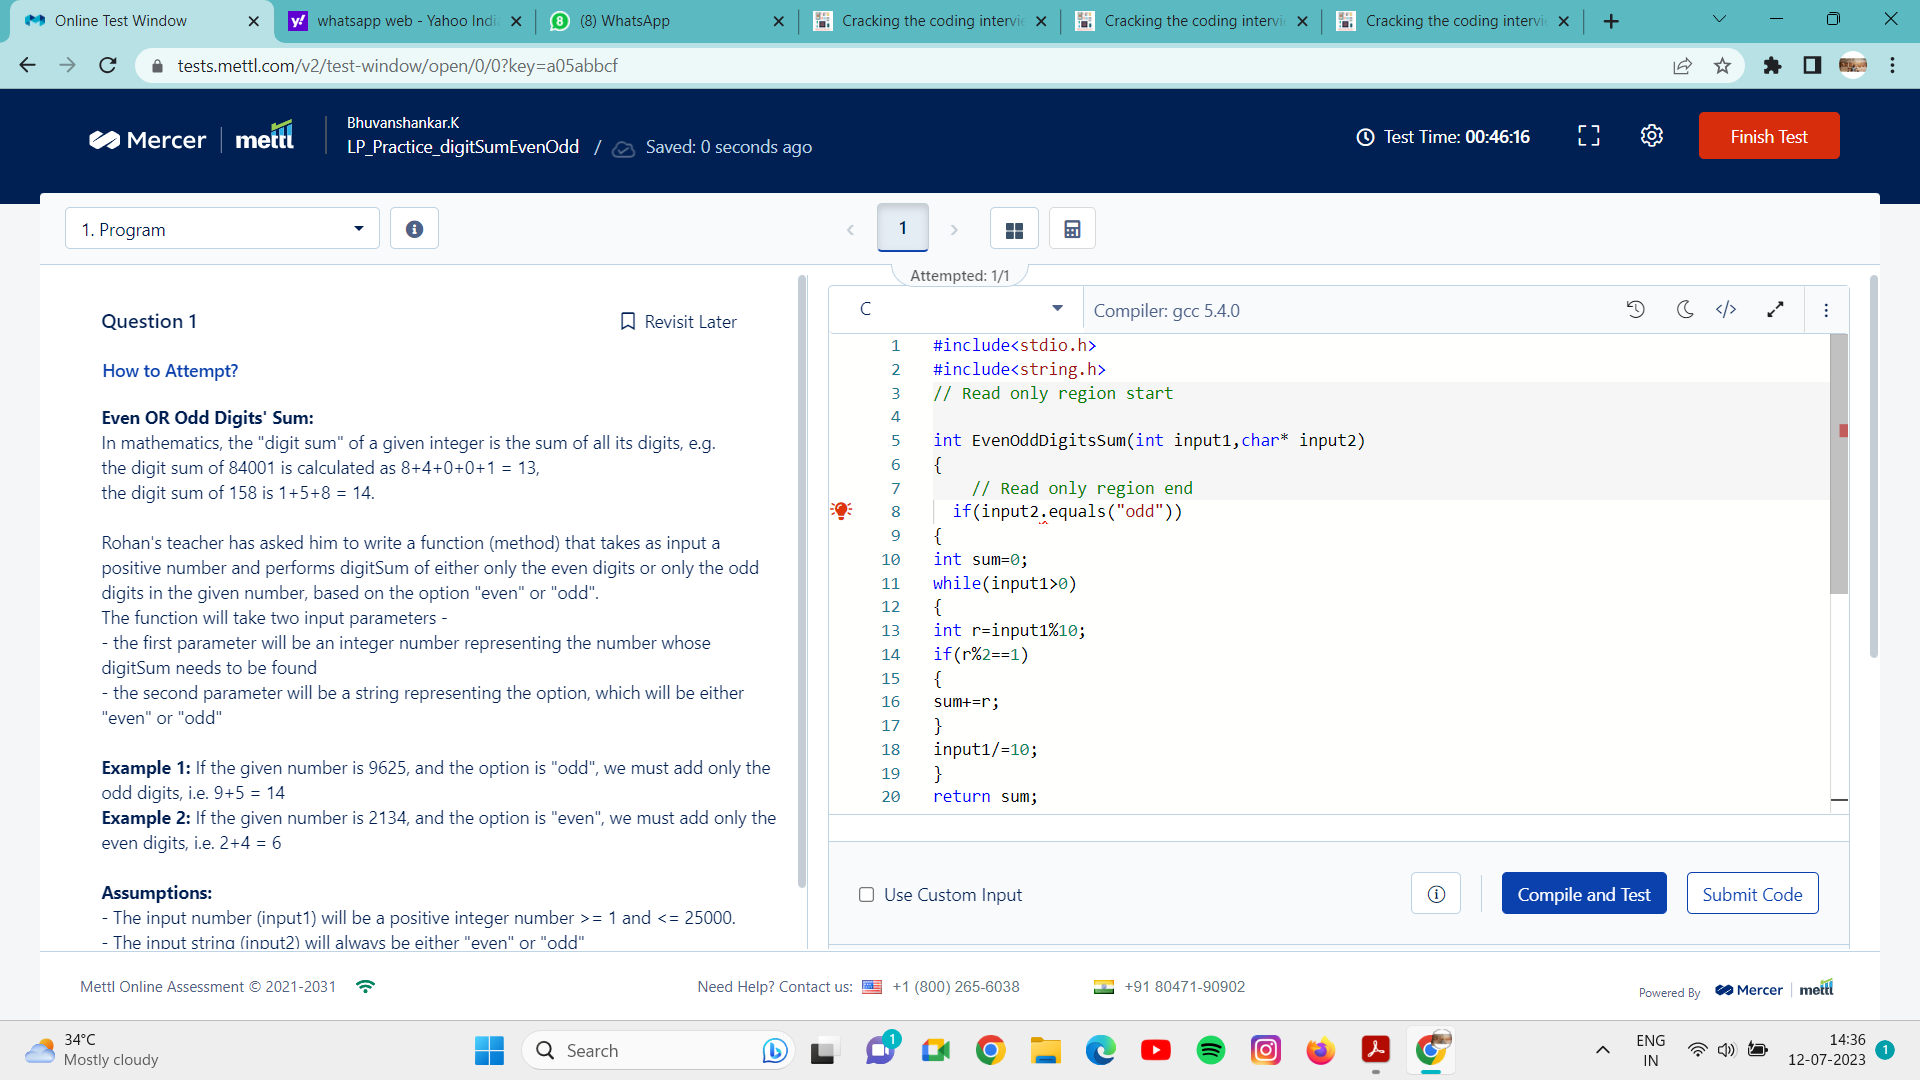 Online Test Window
whatsapp web - Yahoo Indi
(8) WhatsApp
Cracking the coding intervie
Cracking the coding intervie
Cracking the coding intervie
tests.mettl.com/v2/test-window/open/0/0?key=a05abbcf
Mercer mettl
Bhuvanshankar.K
LP_Practice_digitSumEvenOdd / Saved: 0 seconds ago
Test Time: 00:46:16
Finish Test
1. Program
1
Attempted: 1/1
Question 1
Revisit Later
How to Attempt?
Even OR Odd Digits' Sum:
In mathematics, the "digit sum" of a given integer is the sum of all its digits, e.g.
the digit sum of 84001 is calculated as 8+4+0+0+1 = 13,
the digit sum of 158 is 1+5+8 = 14.
Rohan's teacher has asked him to write a function (method) that takes as input a
positive number and performs digitSum of either only the even digits or only the odd
digits in the given number, based on the option "even" or "odd".
The function will take two input parameters -
- the first parameter will be an integer number representing the number whose
digitSum needs to be found
- the second parameter will be a string representing the option, which will be either
"even" or "odd"
Example 1: If the given number is 9625, and the option is "odd", we must add only the
odd digits, i.e. 9+5 = 14
Example 2: If the given number is 2134, and the option is "even", we must add only the
even digits, i.e. 2+4 = 6
Assumptions:
- The input number (input1) will be a positive integer number >= 1 and <= 25000.
- The input string (input2) will always be either "even" or "odd"
C
Compiler: gcc 5.4.0
1 #include<stdio.h>
2 #include<string.h>
3 // Read only region start
4
5 int EvenOddDigitsSum(int input1,char* input2)
6 {
7 // Read only region end
8 if(input2.equals("odd"))
9 {
10 int sum=0;
11 while(input1>0)
12 {
13 int r=input1%10;
14 if(r%2==1)
15 {
16 sum+=r;
17 }
18 input1/=10;
19 }
20 return sum;
Use Custom Input
Compile and Test
Submit Code
Mettl Online Assessment © 2021-2031
Need Help? Contact us: +1 (800) 265-6038
+91 80471-90902
Powered By Mercer mettl
34°C
Mostly cloudy
Search
1
ENG
IN
14:36
12-07-2023
1